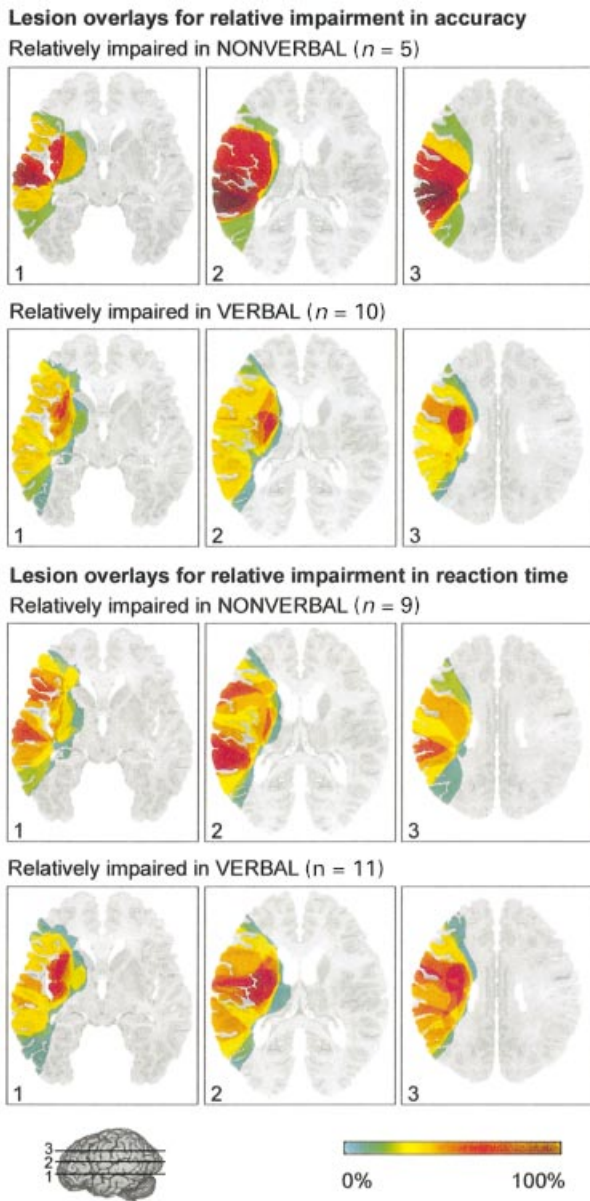 Lesion overlays for relative impairment in accuracy
Relatively impaired in NONVERBAL (n = 5)
1 2 3
Relatively impaired in VERBAL (n = 10)
1 2 3
Lesion overlays for relative impairment in reaction time
Relatively impaired in NONVERBAL (n = 9)
1 2 3
Relatively impaired in VERBAL (n = 11)
1 2 3
3
2
1
0% 100%